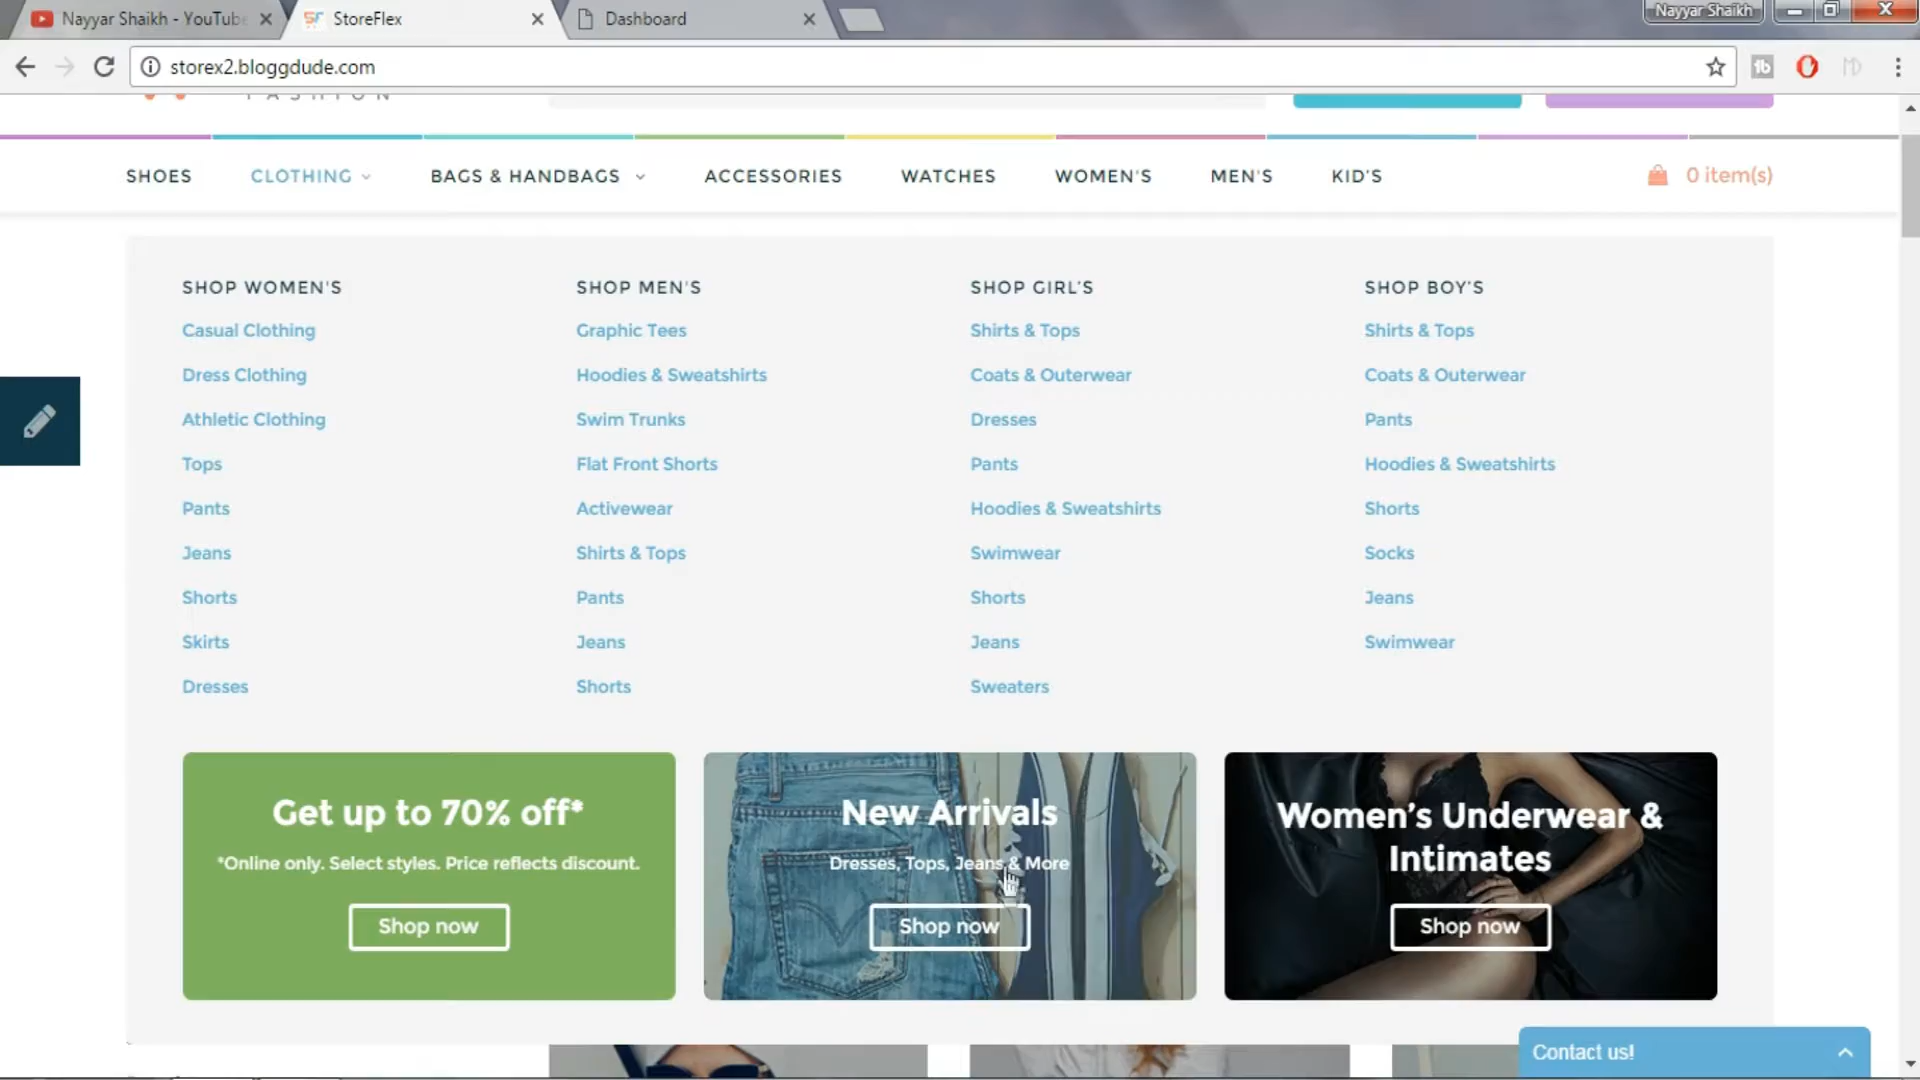 Nayyar Shaikh - YouTube
StoreFlex
Dashboard
Nayyar Shaikh
storex2.bloggdude.com
FASHION
SHOES
CLOTHING
BAGS & HANDBAGS
ACCESSORIES
WATCHES
WOMEN'S
MEN'S
KID'S
0 item(s)
SHOP WOMEN'S
Casual Clothing
Dress Clothing
Athletic Clothing
Tops
Pants
Jeans
Shorts
Skirts
Dresses
SHOP MEN'S
Graphic Tees
Hoodies & Sweatshirts
Swim Trunks
Flat Front Shorts
Activewear
Shirts & Tops
Pants
Jeans
Shorts
SHOP GIRL'S
Shirts & Tops
Coats & Outerwear
Dresses
Pants
Hoodies & Sweatshirts
Swimwear
Shorts
Jeans
Sweaters
SHOP BOY'S
Shirts & Tops
Coats & Outerwear
Pants
Hoodies & Sweatshirts
Shorts
Socks
Jeans
Swimwear
Get up to 70% off*
*Online only. Select styles. Price reflects discount.
Shop now
New Arrivals
Dresses, Tops, Jeans & More
Shop now
Women's Underwear &
Intimates
Shop now
Contact us!